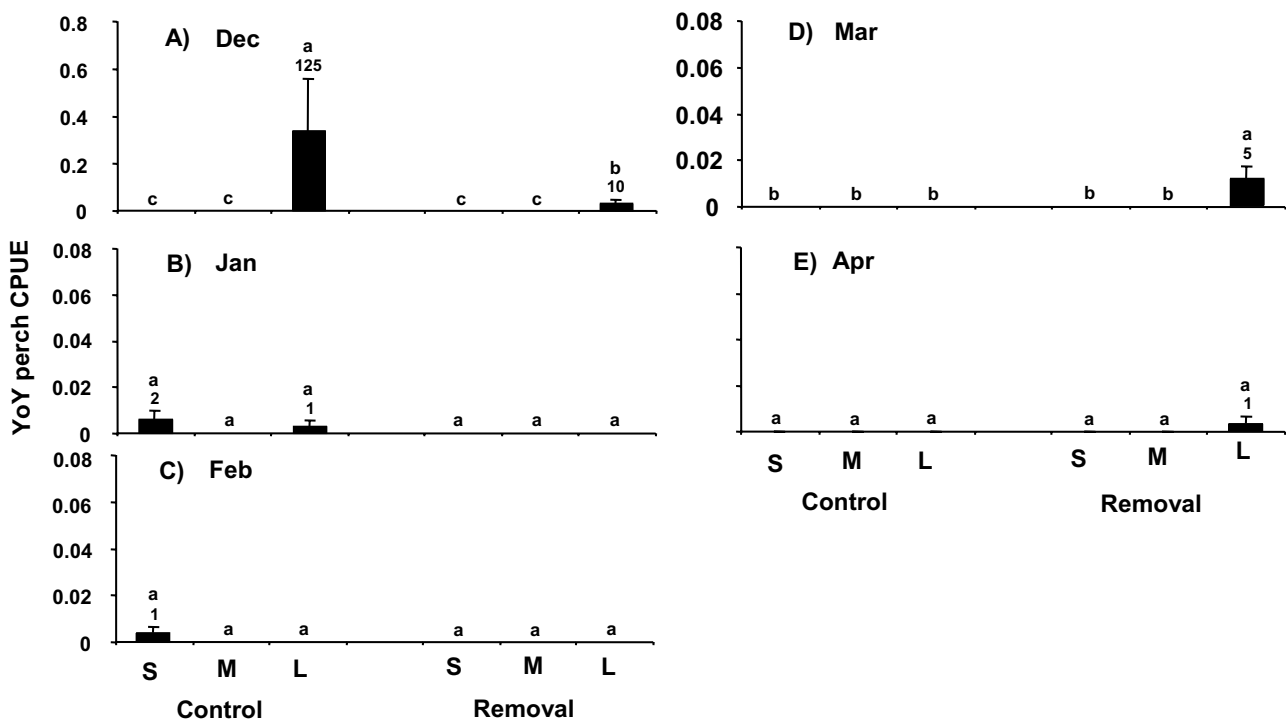 YoY perch CPUE
A) Dec
0.8
0.6
0.4
0.2
0
a
125
b
10
c c c c
B) Jan
0.08
0.06
0.04
0.02
0
a
2
a
a
1
a a a
C) Feb
0.08
0.06
0.04
0.02
0
a
1
a a a a a
S M L S M L
Control Removal
D) Mar
0.08
0.06
0.04
0.02
0
a
5
b b b b b
E) Apr
a a a a a
a
1
S M L S M L
Control Removal